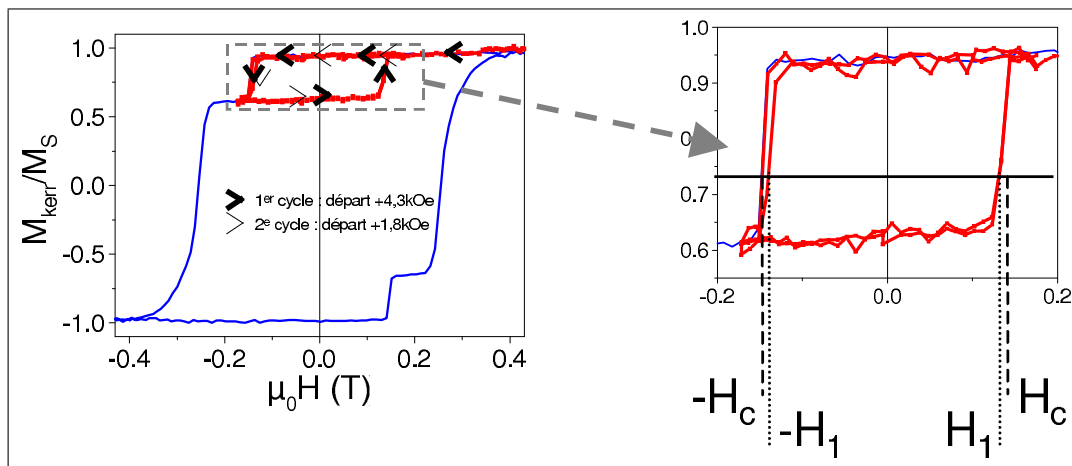 M_kerr/M_S
1.0
0.5
0.0
-0.5
-1.0
-0.4
-0.2
0.0
0.2
0.4
μ₀H (T)
1er cycle : départ +4,3kOe
2e cycle : départ +1,8kOe
0.9
0.7
0.6
-0.2
0.0
0.2
-Hc
-H1
H1
Hc